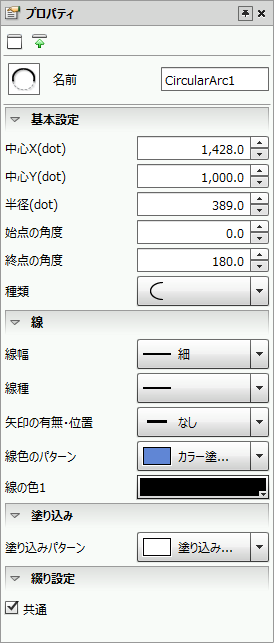 プロパティ
名前 CircularArc1
基本設定
中心X(dot) 1,428.0
中心Y(dot) 1,000.0
半径(dot) 389.0
始点の角度 0.0
終点の角度 180.0
種類
線
線幅 細
線種
矢印の有無・位置 なし
線色のパターン カラー塗...
線の色1
塗り込み
塗り込みパターン 塗り込み...
綴り設定
共通